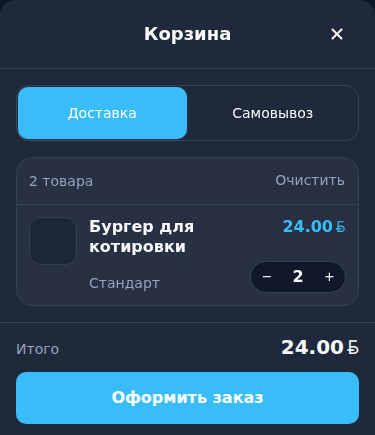 Корзина ✕
Доставка Самовывоз
2 товара Очистить
Бургер для 24.00 Ƃ
котировки
Стандарт − 2 +
Итого 24.00 Ƃ
Оформить заказ